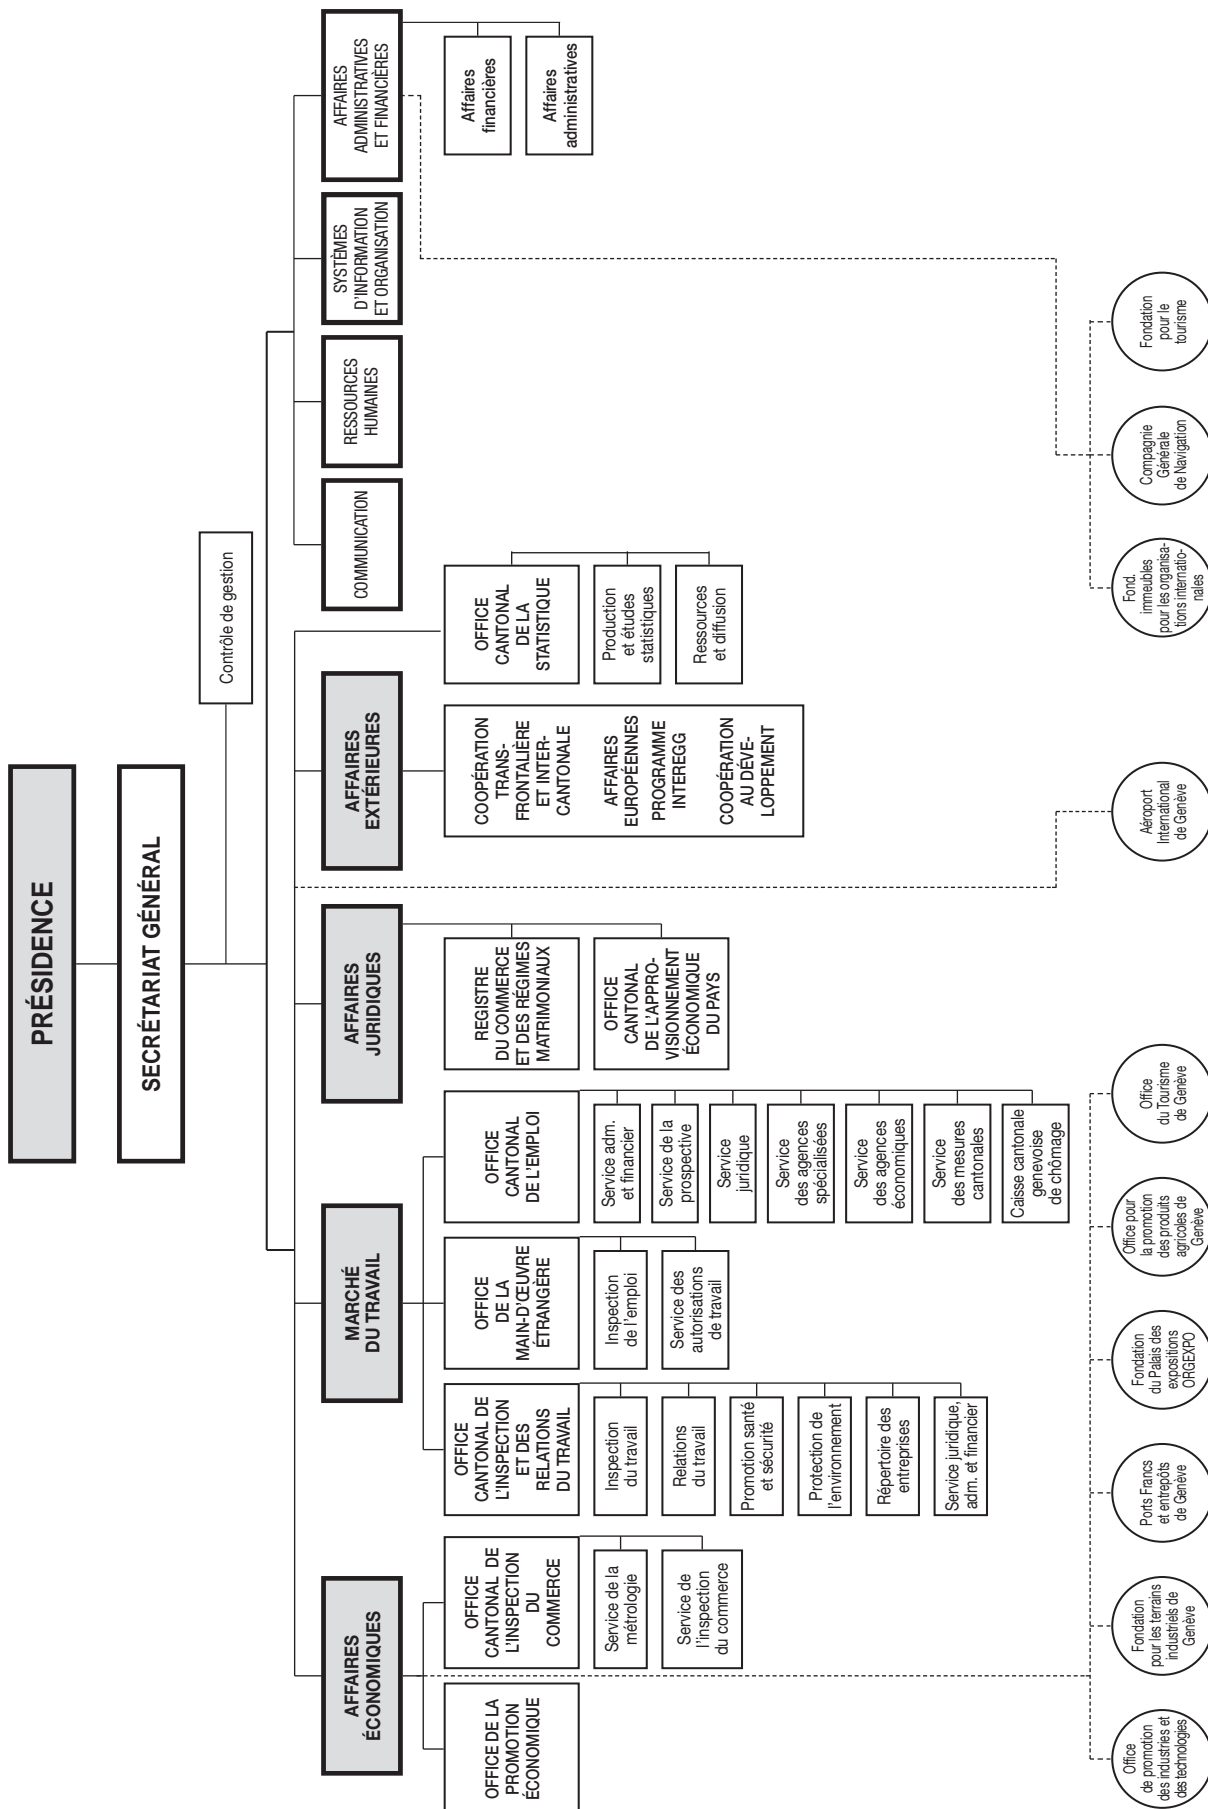 PRÉSIDENCE
SECRÉTARIAT GÉNÉRAL
Contrôle de gestion
AFFAIRES
ÉCONOMIQUES
MARCHÉ
DU TRAVAIL
AFFAIRES
JURIDIQUES
AFFAIRES
EXTÉRIEURES
COMMUNICATION
RESSOURCES
HUMAINES
SYSTÈMES
D'INFORMATION
ET ORGANISATION
AFFAIRES
ADMINISTRATIVES
ET FINANCIÈRES
OFFICE DE LA
PROMOTION
ÉCONOMIQUE
OFFICE
CANTONAL DE
L'INSPECTION
DU
COMMERCE
Service de la
métrologie
Service de
l'inspection
du commerce
OFFICE
CANTONAL DE
L'INSPECTION
ET DES
RELATIONS
DU TRAVAIL
Inspection
du travail
Relations
du travail
Promotion santé
et sécurité
Protection de
l'environnement
Répertoire des
entreprises
Service juridique,
adm. et financier
OFFICE
DE LA
MAIN-D'ŒUVRE
ÉTRANGÈRE
Inspection
de l'emploi
Service des
autorisations
de travail
OFFICE
CANTONAL
DE L'EMPLOI
Service adm.
et financier
Service de la
prospective
Service
juridique
Service
des agences
spécialisées
Service
des agences
économiques
Service
des mesures
cantonales
Caisse cantonale
genevoise
de chômage
REGISTRE
DU COMMERCE
ET DES RÉGIMES
MATRIMONIAUX
OFFICE
CANTONAL
DE L'APPRO-
VISIONNEMENT
ÉCONOMIQUE
DU PAYS
COOPÉRATION
TRANS-
FRONTALIÈRE
ET INTER-
CANTONALE
AFFAIRES
EUROPÉENNES
PROGRAMME
INTEREGG
COOPÉRATION
AU DÉVE-
LOPPEMENT
OFFICE
CANTONAL
DE LA
STATISTIQUE
Production
et études
statistiques
Ressources
et diffusion
Affaires
financières
Affaires
administratives
Office
de promotion
des industries et
des technologies
Fondation
pour les terrains
industriels de
Genève
Ports Francs
et entrepôts
de Genève
Fondation
du Palais des
expositions
ORGEXPO
Office pour
la promotion
des produits
agricoles de
Genève
Office
du Tourisme
de Genève
Aéroport
International
de Genève
Fond.
immeubles
pour les organisa-
tions internatio-
nales
Compagnie
Générale
de Navigation
Fondation
pour le
tourisme